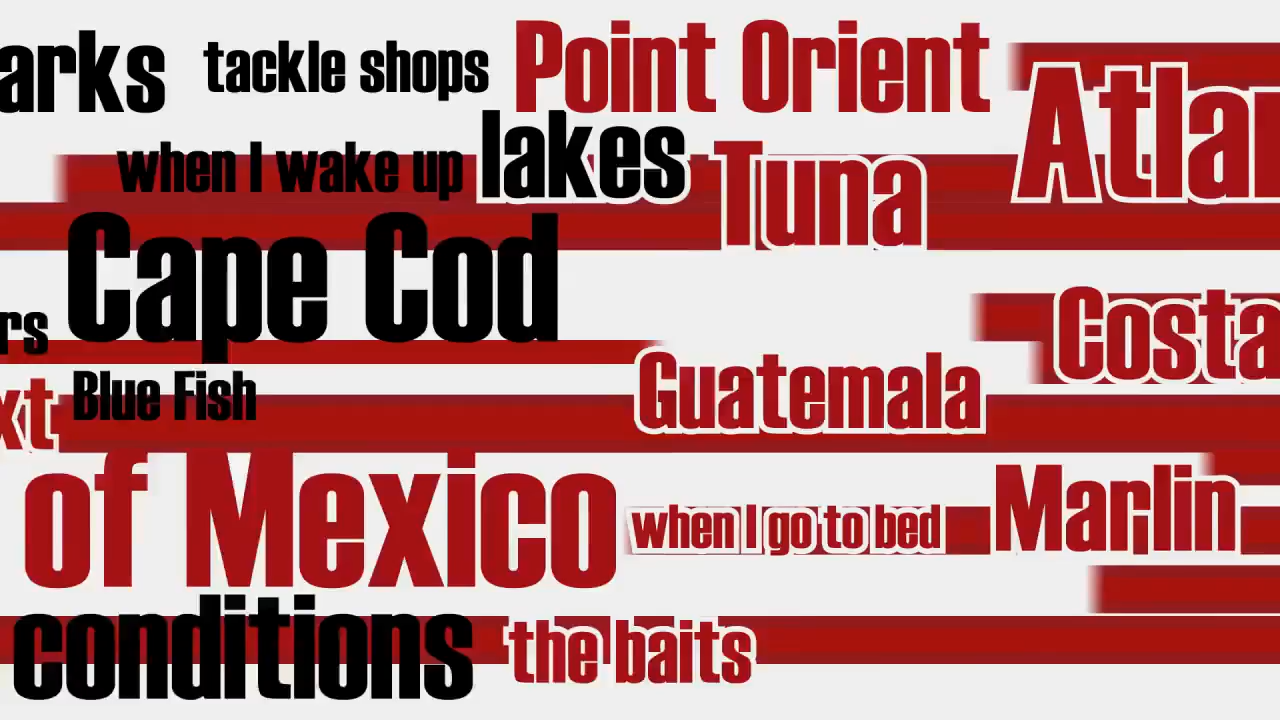 arks
tackle shops
Point Orient
Atlan
when I wake up
lakes
Tuna
Cape Cod
rs
Costa
Guatemala
xt
Blue Fish
of Mexico
when I go to bed
Marlin
conditions
the baits